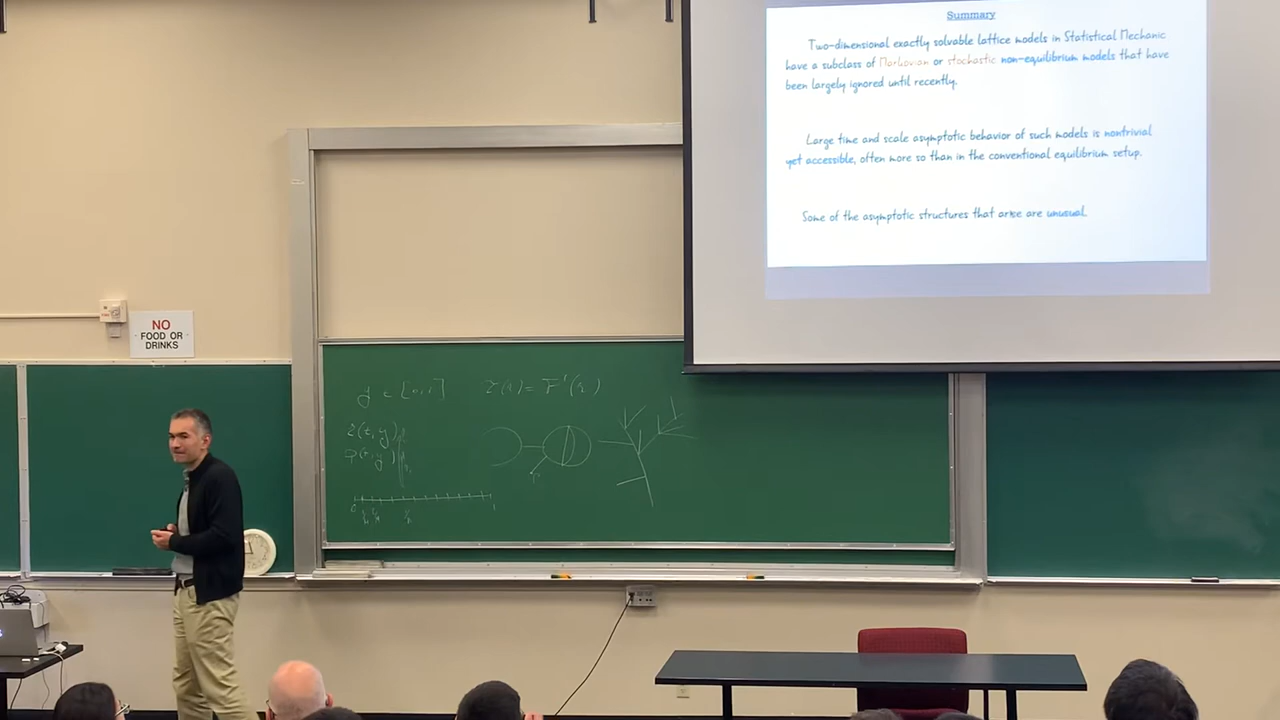 Summary
Two-dimensional exactly solvable lattice models in Statistical Mechanic
have a subclass of Markovian or stochastic non-equilibrium models that have
been largely ignored until recently.
Large time and scale asymptotic behavior of such models is nontrivial
yet accessible, often more so than in the conventional equilibrium setup.
Some of the asymptotic structures that arise are unusual.
NO
FOOD OR
DRINKS